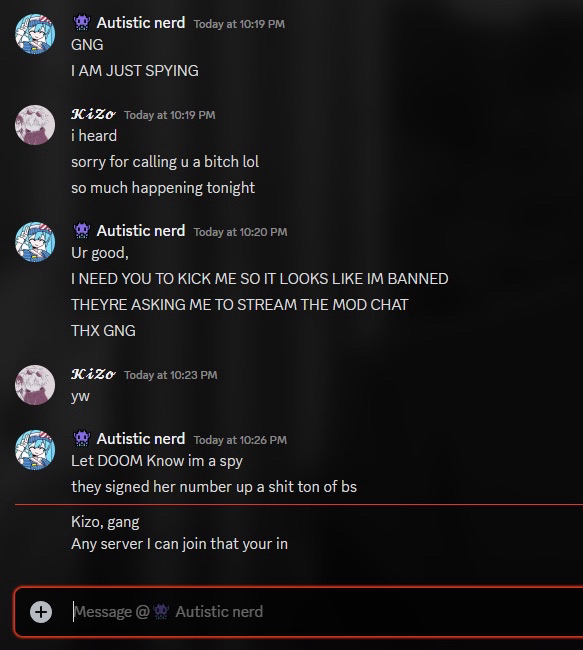 Autistic nerd Today at 10:19 PM
GNG
I AM JUST SPYING
𝓚𝓲𝓩𝓸 Today at 10:19 PM
i heard
sorry for calling u a bitch lol
so much happening tonight
Autistic nerd Today at 10:20 PM
Ur good,
I NEED YOU TO KICK ME SO IT LOOKS LIKE IM BANNED
THEYRE ASKING ME TO STREAM THE MOD CHAT
THX GNG
𝓚𝓲𝓩𝓸 Today at 10:23 PM
yw
Autistic nerd Today at 10:26 PM
Let DOOM Know im a spy
they signed her number up a shit ton of bs
Kizo, gang
Any server I can join that your in
Message @ Autistic nerd